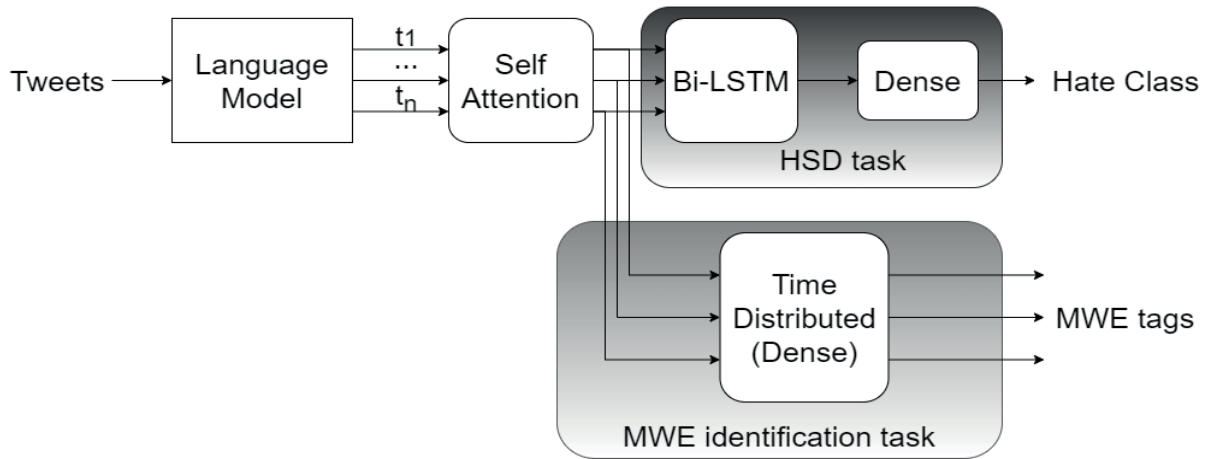 Tweets
Language
Model
t1
...
tn
Self
Attention
Bi-LSTM
Dense
HSD task
Hate Class
Time
Distributed
(Dense)
MWE tags
MWE identification task